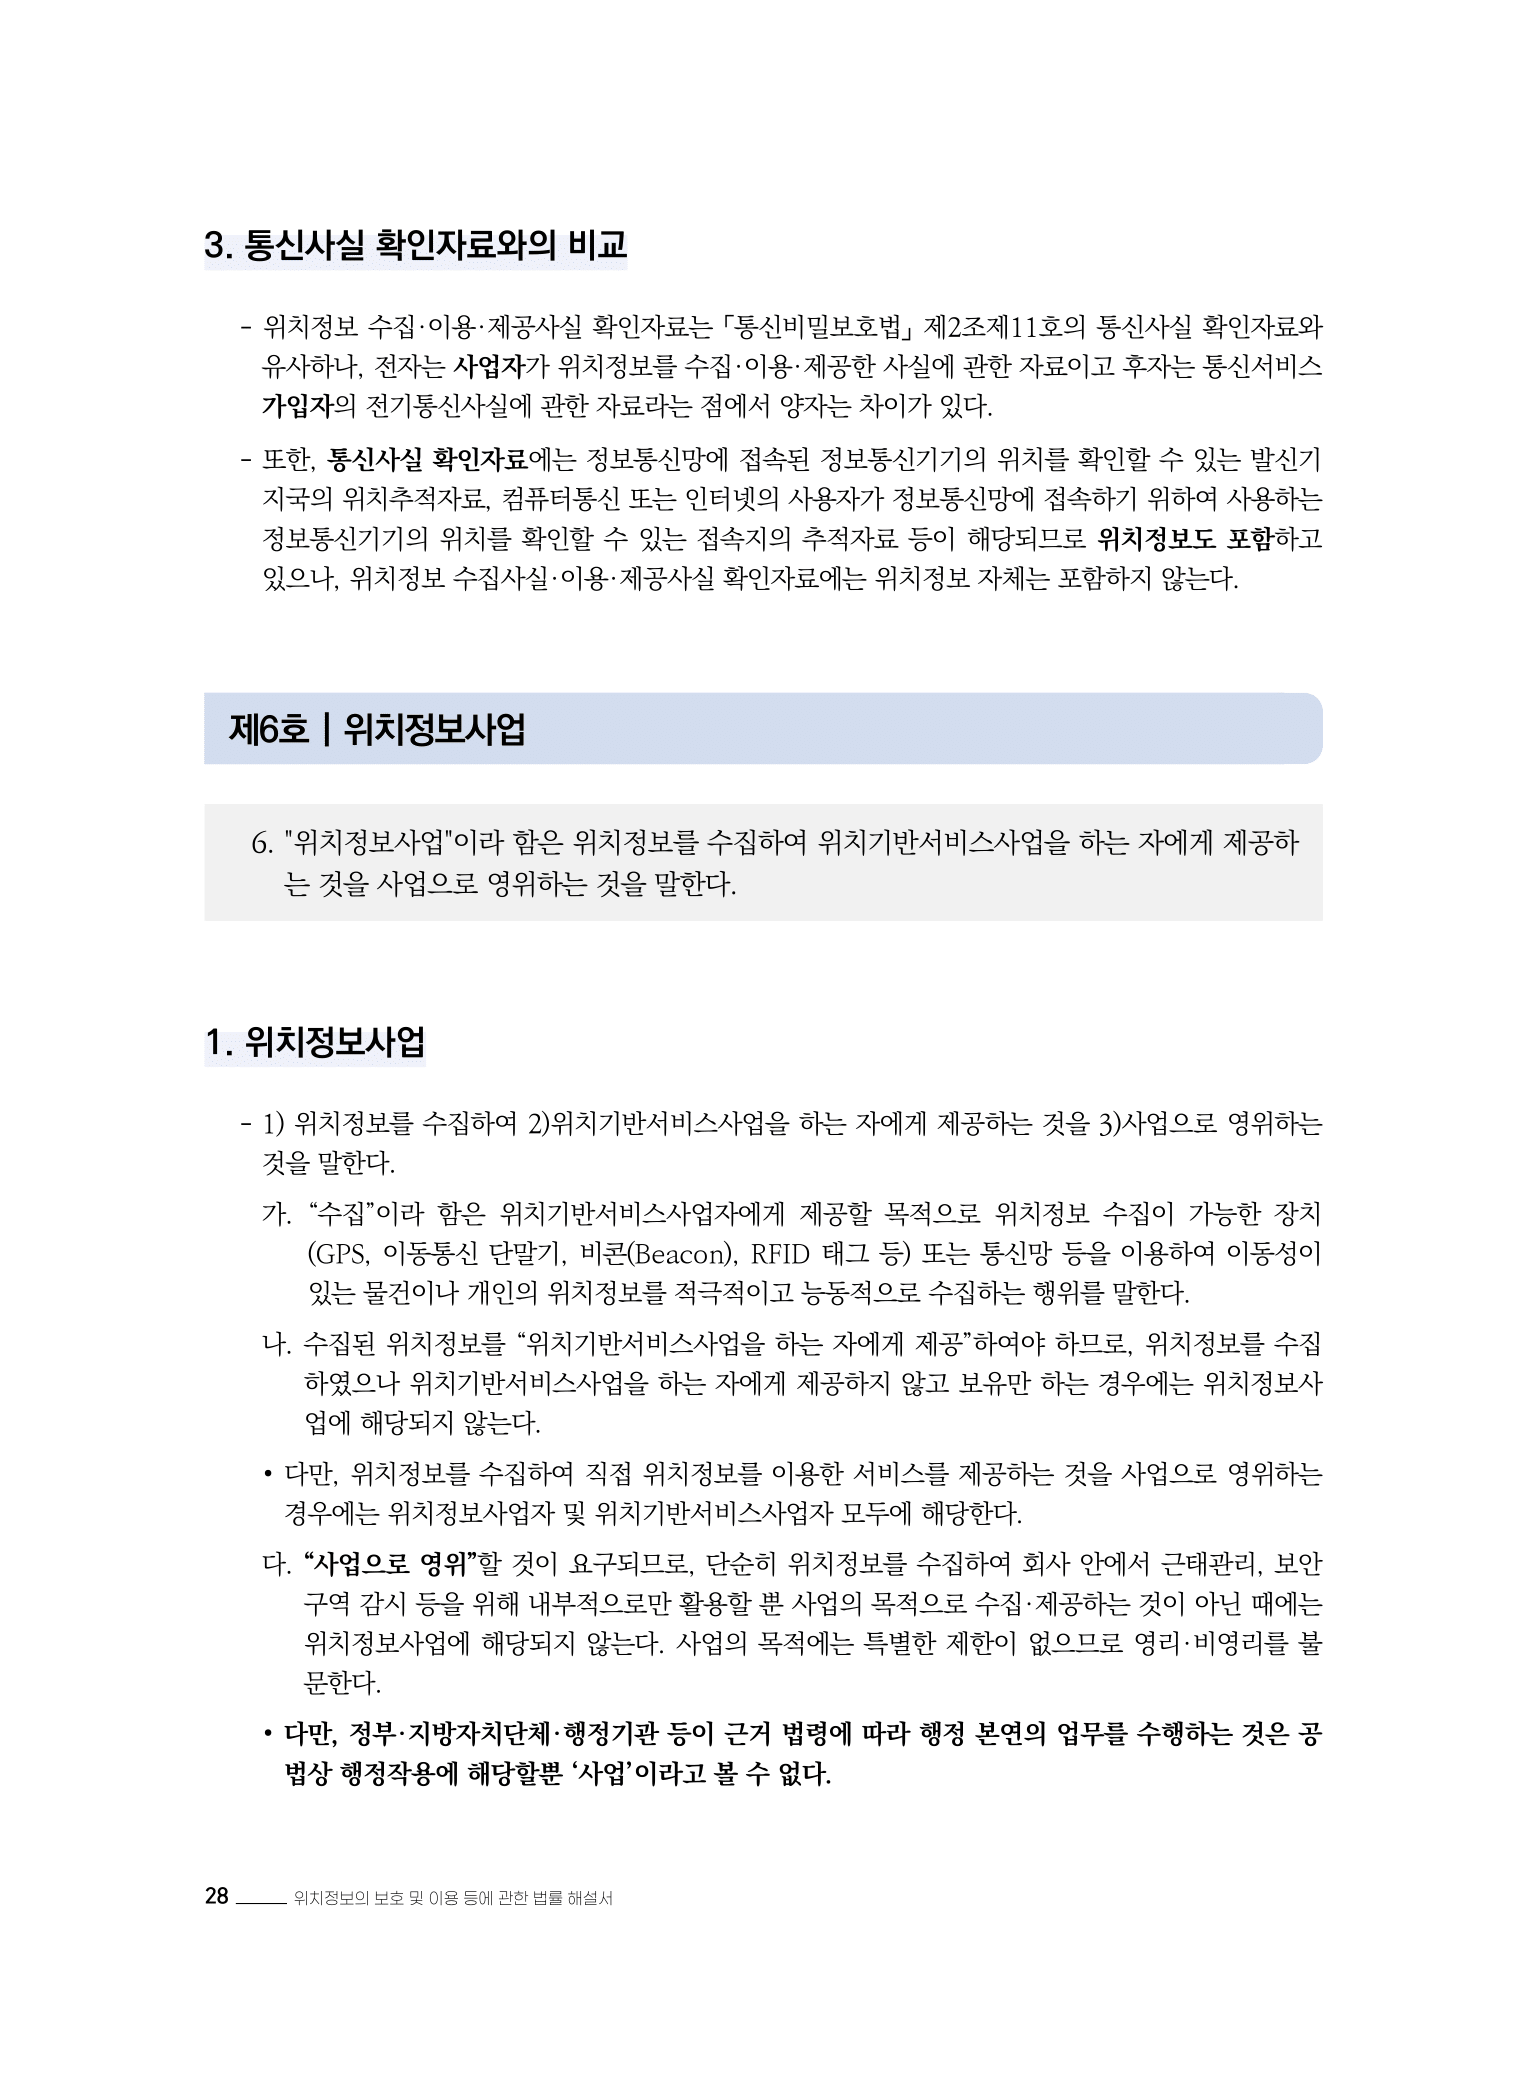 3. 통신사실 확인자료와의 비교
- 위치정보 수집·이용·제공사실 확인자료는 「통신비밀보호법」 제2조제11호의 통신사실 확인자료와
유사하나, 전자는 사업자가 위치정보를 수집·이용·제공한 사실에 관한 자료이고 후자는 통신서비스
가입자의 전기통신사실에 관한 자료라는 점에서 양자는 차이가 있다.
- 또한, 통신사실 확인자료에는 정보통신망에 접속된 정보통신기기의 위치를 확인할 수 있는 발신기
지국의 위치추적자료, 컴퓨터통신 또는 인터넷의 사용자가 정보통신망에 접속하기 위하여 사용하는
정보통신기기의 위치를 확인할 수 있는 접속지의 추적자료 등이 해당되므로 위치정보도 포함하고
있으나, 위치정보 수집사실·이용·제공사실 확인자료에는 위치정보 자체는 포함하지 않는다.
제6호 | 위치정보사업
6. "위치정보사업"이라 함은 위치정보를 수집하여 위치기반서비스사업을 하는 자에게 제공하
는 것을 사업으로 영위하는 것을 말한다.
1. 위치정보사업
- 1) 위치정보를 수집하여 2)위치기반서비스사업을 하는 자에게 제공하는 것을 3)사업으로 영위하는
것을 말한다.
가. “수집”이라 함은 위치기반서비스사업자에게 제공할 목적으로 위치정보 수집이 가능한 장치
(GPS, 이동통신 단말기, 비콘(Beacon), RFID 태그 등) 또는 통신망 등을 이용하여 이동성이
있는 물건이나 개인의 위치정보를 적극적이고 능동적으로 수집하는 행위를 말한다.
나. 수집된 위치정보를 “위치기반서비스사업을 하는 자에게 제공”하여야 하므로, 위치정보를 수집
하였으나 위치기반서비스사업을 하는 자에게 제공하지 않고 보유만 하는 경우에는 위치정보사
업에 해당되지 않는다.
• 다만, 위치정보를 수집하여 직접 위치정보를 이용한 서비스를 제공하는 것을 사업으로 영위하는
경우에는 위치정보사업자 및 위치기반서비스사업자 모두에 해당한다.
다. “사업으로 영위”할 것이 요구되므로, 단순히 위치정보를 수집하여 회사 안에서 근태관리, 보안
구역 감시 등을 위해 내부적으로만 활용할 뿐 사업의 목적으로 수집·제공하는 것이 아닌 때에는
위치정보사업에 해당되지 않는다. 사업의 목적에는 특별한 제한이 없으므로 영리·비영리를 불
문한다.
• 다만, 정부·지방자치단체·행정기관 등이 근거 법령에 따라 행정 본연의 업무를 수행하는 것은 공
법상 행정작용에 해당할뿐 ‘사업’이라고 볼 수 없다.
28 위치정보의 보호 및 이용 등에 관한 법률 해설서